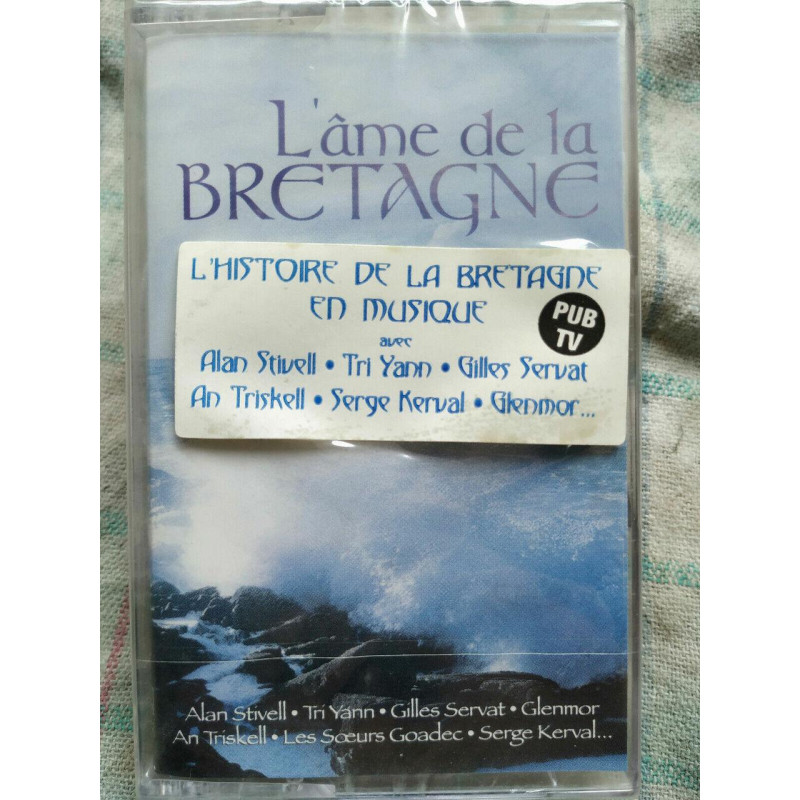 L'âme de la
BRETAGNE
L'HISTOIRE DE LA BRETAGNE
EN MUSIQUE
PUB
TV
avec
Alan Stivell • Tri Yann • Gilles Servat
An Triskell • Serge Kerval • Glenmor...
Alan Stivell • Tri Yann • Gilles Servat • Glenmor
An Triskell • Les Sœurs Goadec • Serge Kerval...